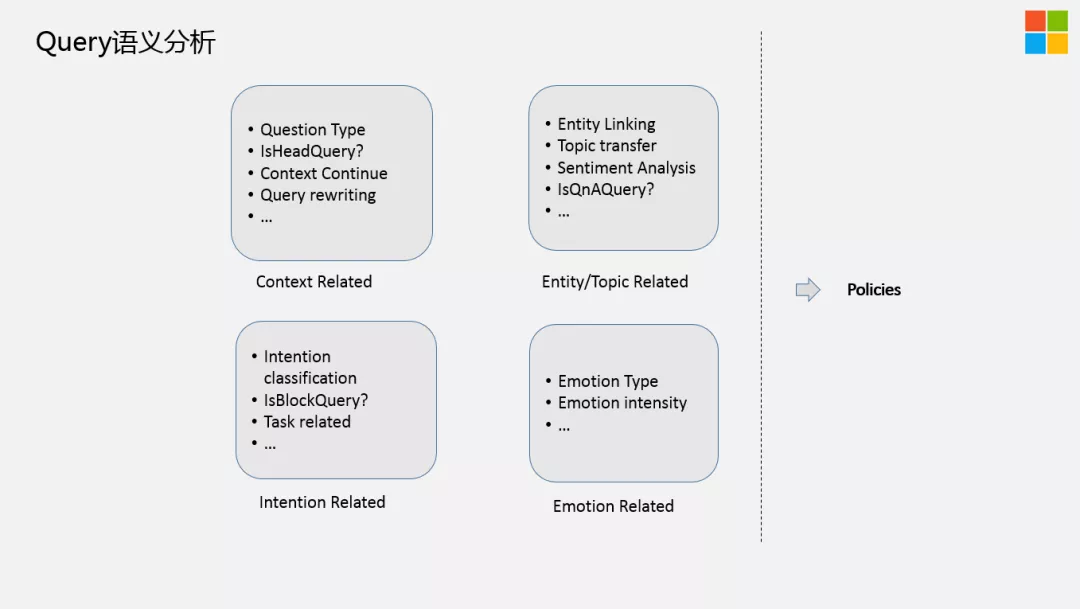 Query语义分析
• Question Type
• IsHeadQuery?
• Context Continue
• Query rewriting
• ...
Context Related
• Entity Linking
• Topic transfer
• Sentiment Analysis
• IsQnAQuery?
• ...
Entity/Topic Related
• Intention
classification
• IsBlockQuery?
• Task related
• ...
Intention Related
• Emotion Type
• Emotion intensity
• ...
Emotion Related
Policies